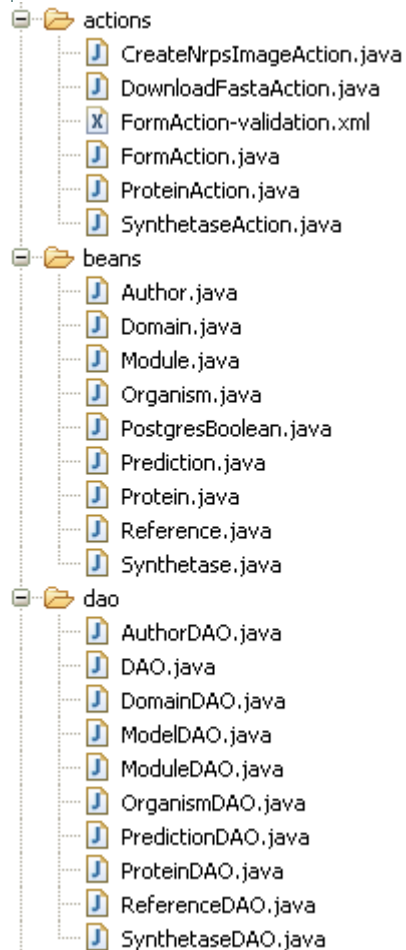 actions
CreateNrpsImageAction.java
DownloadFastaAction.java
FormAction-validation.xml
FormAction.java
ProteinAction.java
SynthetaseAction.java
beans
Author.java
Domain.java
Module.java
Organism.java
PostgresBoolean.java
Prediction.java
Protein.java
Reference.java
Synthetase.java
dao
AuthorDAO.java
DAO.java
DomainDAO.java
ModelDAO.java
ModuleDAO.java
OrganismDAO.java
PredictionDAO.java
ProteinDAO.java
ReferenceDAO.java
SynthetaseDAO.java